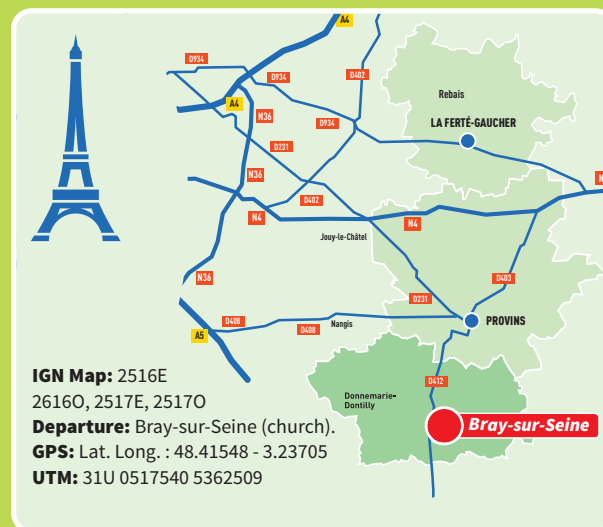 A4
D934
D934
D402
A4
Rebais
N36
LA FERTÉ-GAUCHER
D934
D231
N36
D402
N4
N4
Jouy-le-Châtel
N36
D403
D231
D408
PROVINS
A5
D408
Nangis
IGN Map: 2516E
2616O, 2517E, 2517O
Departure: Bray-sur-Seine (church).
GPS: Lat. Long. : 48.41548 - 3.23705
UTM: 31U 0517540 5362509
D412
Donnemarie-
Dontilly
Bray-sur-Seine